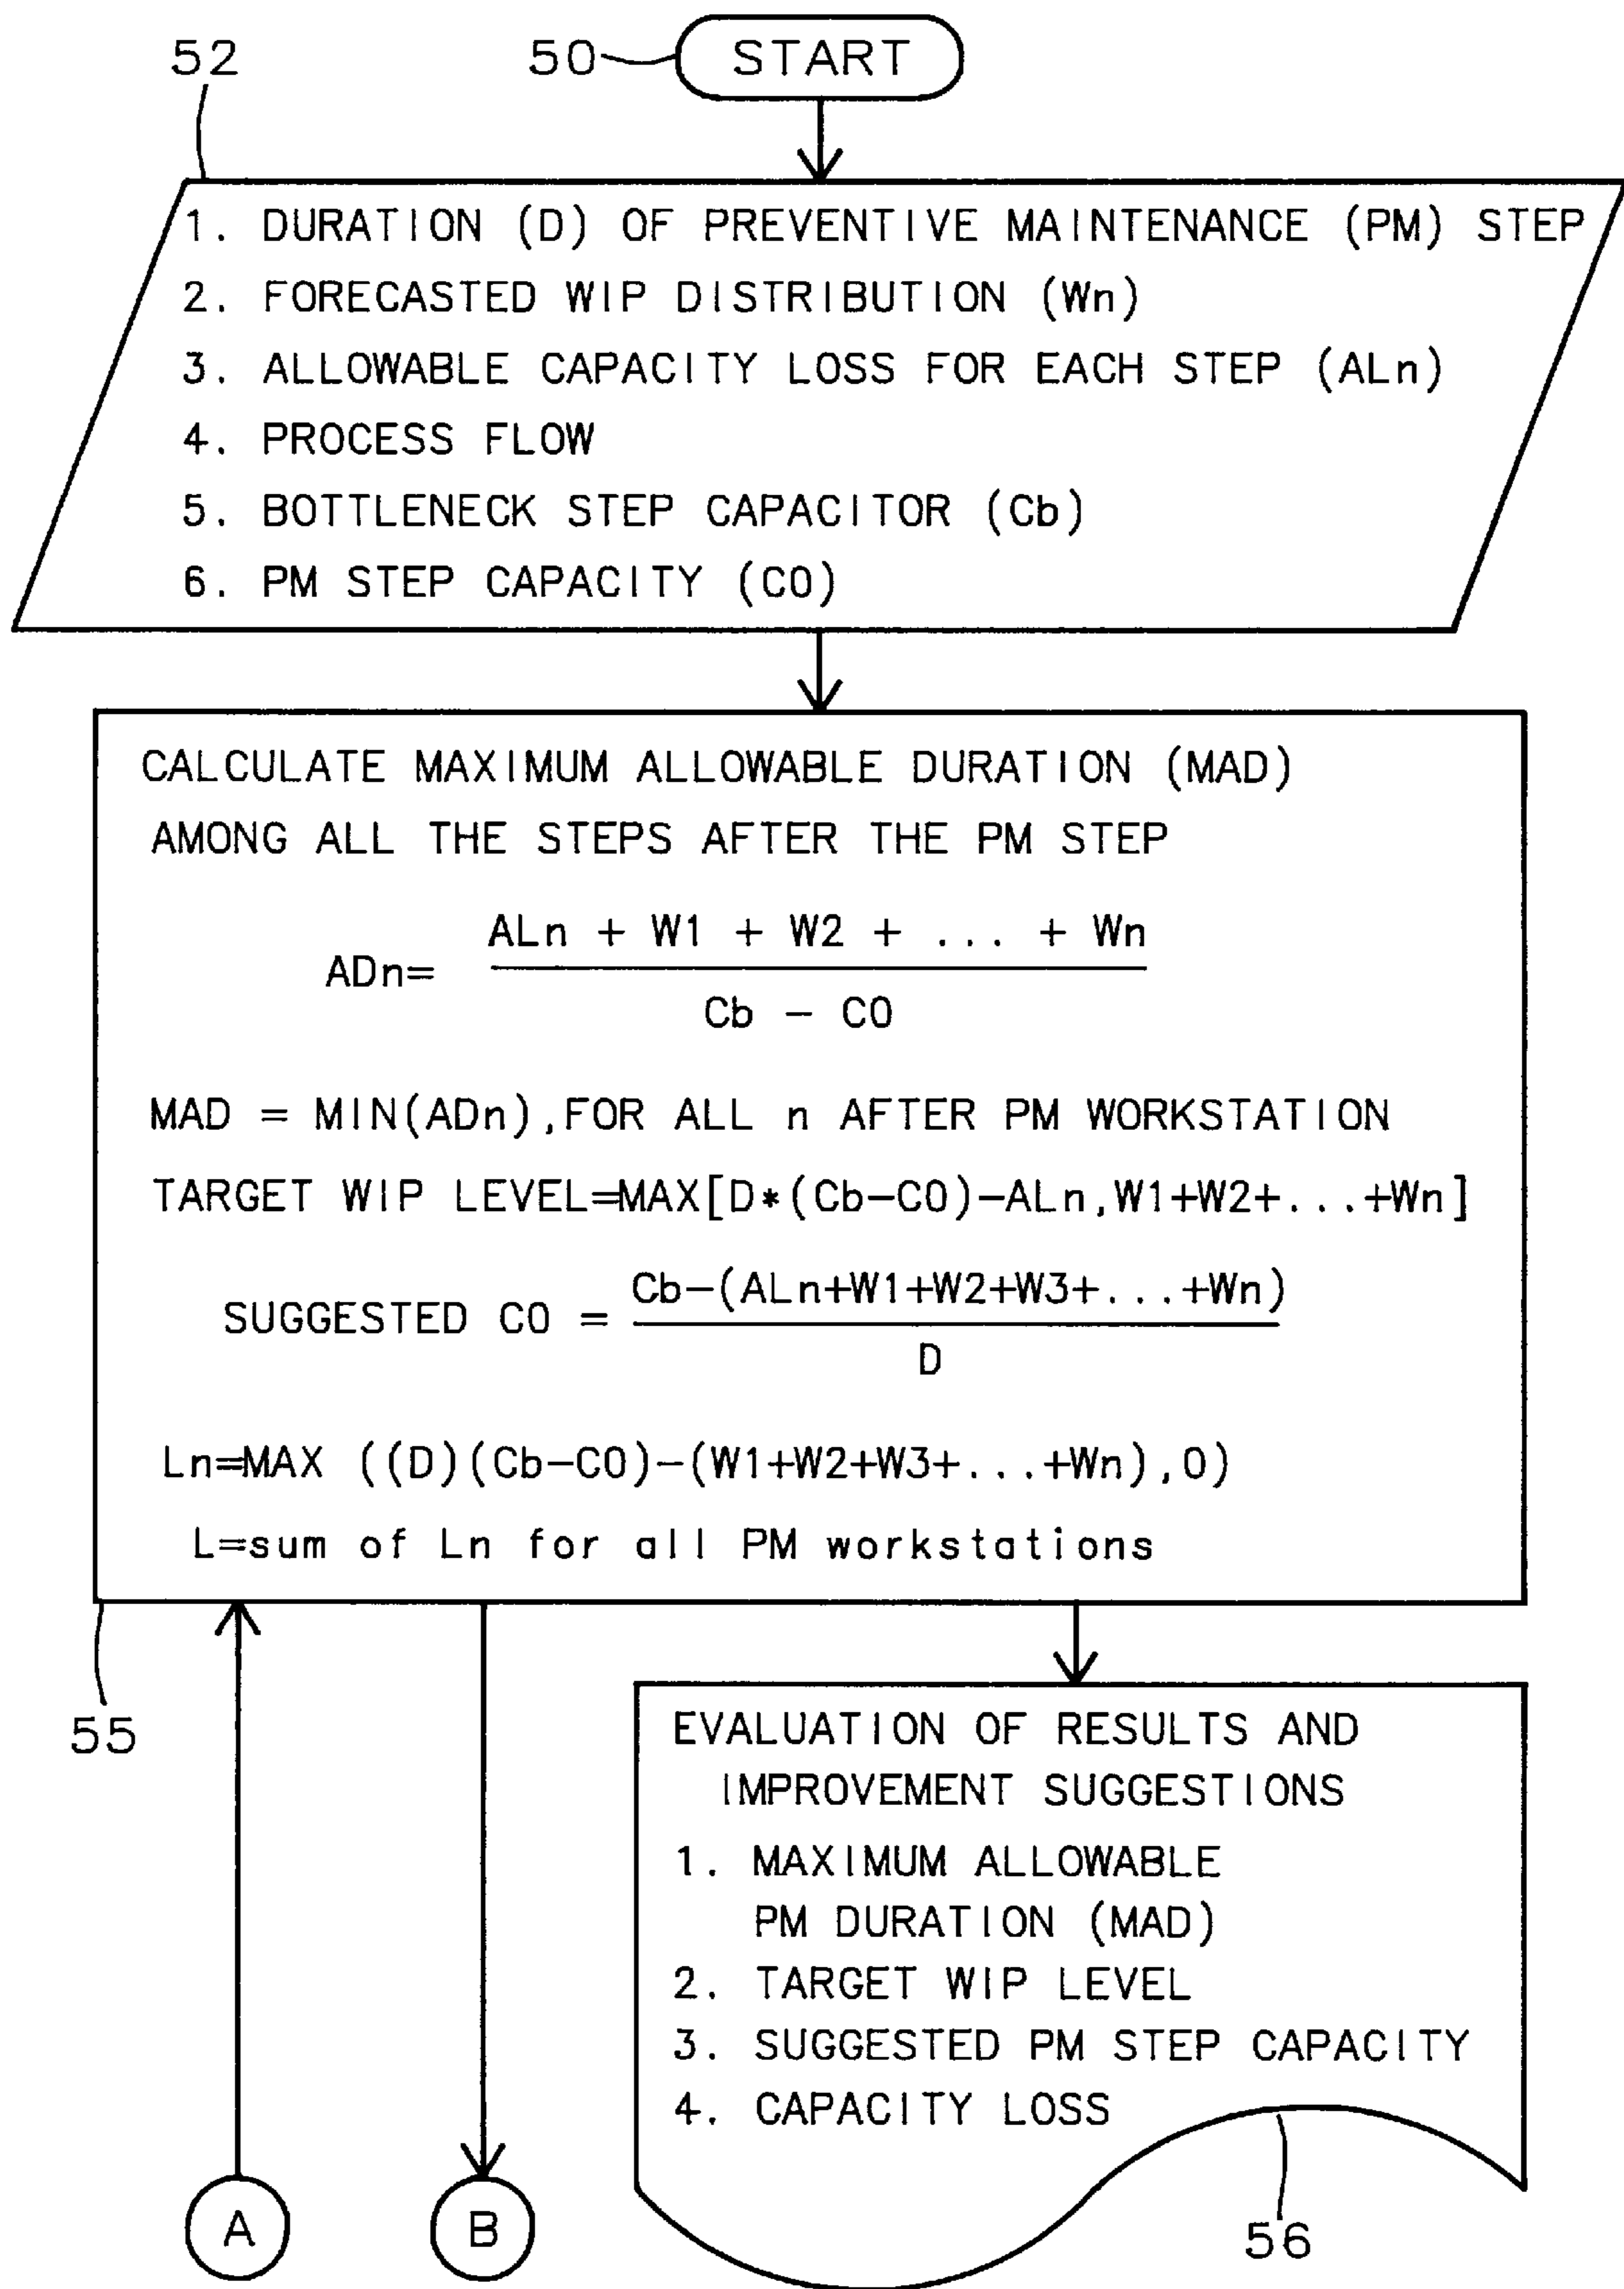 52
50
START
1. DURATION (D) OF PREVENTIVE MAINTENANCE (PM) STEP
2. FORECASTED WIP DISTRIBUTION (Wn)
3. ALLOWABLE CAPACITY LOSS FOR EACH STEP (ALn)
4. PROCESS FLOW
5. BOTTLENECK STEP CAPACITOR (Cb)
6. PM STEP CAPACITY (C0)
CALCULATE MAXIMUM ALLOWABLE DURATION (MAD)
AMONG ALL THE STEPS AFTER THE PM STEP
ALn + W1 + W2 + ... + Wn
ADn=
Cb - C0
MAD = MIN(ADn),FOR ALL n AFTER PM WORKSTATION
TARGET WIP LEVEL=MAX[D*(Cb-C0)-ALn,W1+W2+...+Wn]
Cb-(ALn+W1+W2+W3+...+Wn)
SUGGESTED C0 =
D
Ln=MAX ((D)(Cb-C0)-(W1+W2+W3+...+Wn),0)
L=sum of Ln for all PM workstations
55
EVALUATION OF RESULTS AND
IMPROVEMENT SUGGESTIONS
1. MAXIMUM ALLOWABLE
PM DURATION (MAD)
2. TARGET WIP LEVEL
3. SUGGESTED PM STEP CAPACITY
4. CAPACITY LOSS
A
B
56